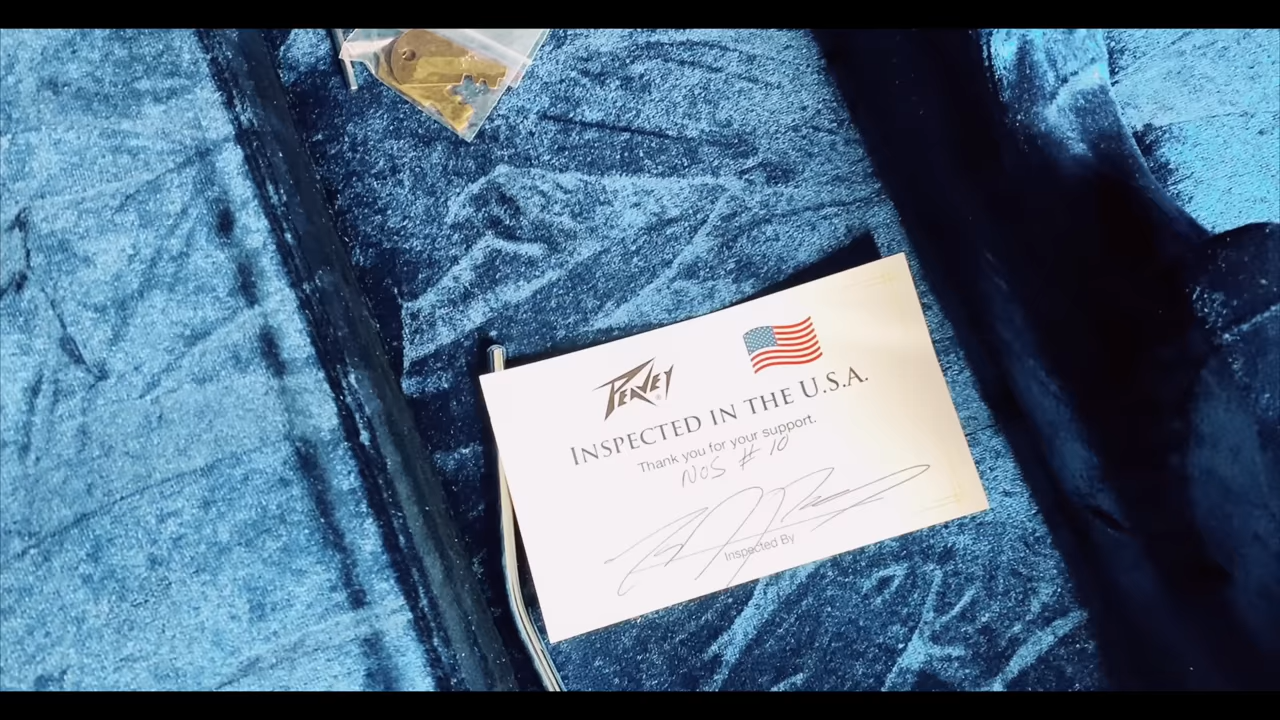 PEAVEY
INSPECTED IN THE U.S.A.
Thank you for your support.
NOS # 10
Inspected By